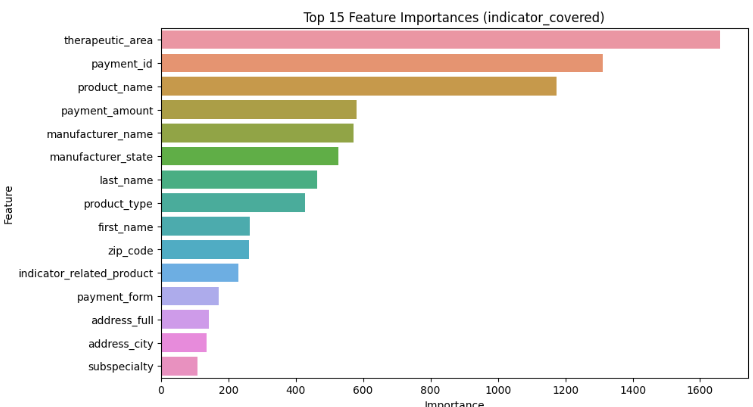 Top 15 Feature Importances (indicator_covered)
therapeutic_area
payment_id
product_name
payment_amount
manufacturer_name
manufacturer_state
last_name
product_type
first_name
zip_code
indicator_related_product
payment_form
address_full
address_city
subspecialty
Feature
0 200 400 600 800 1000 1200 1400 1600
Importance